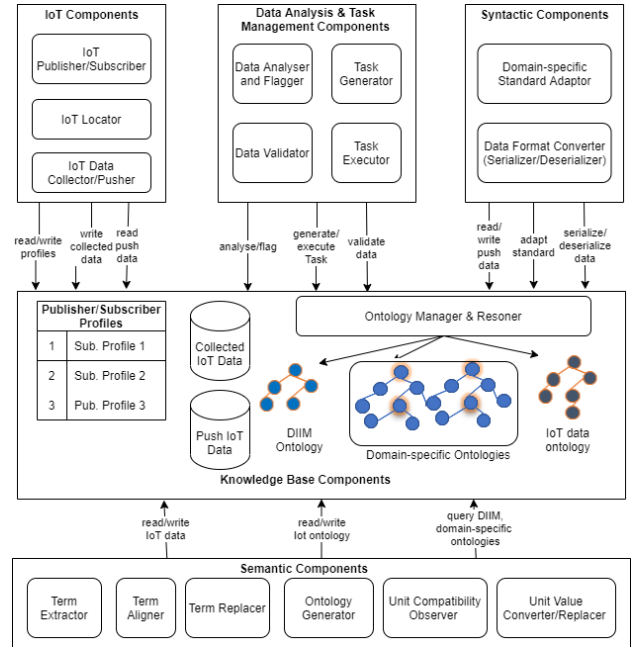 IoT Components
IoT
Publisher/Subscriber
IoT Locator
IoT Data
Collector/Pusher
Data Analysis & Task
Management Components
Data Analyser
and Flagger
Task
Generator
Data Validator
Task
Executor
Syntactic Components
Domain-specific
Standard Adaptor
Data Format Converter
(Serializer/Deserializer)
read/write
profiles
write
collected
data
read
push
data
analyse/flag
generate/
execute
Task
validate
data
read/
write
push
data
adapt
standard
serialize/
deserialize
data
Publisher/Subscriber
Profiles
1 Sub. Profile 1
2 Sub. Profile 2
3 Pub. Profile 3
Collected
IoT Data
Push IoT
Data
Ontology Manager & Resoner
DIIM
Ontology
Domain-specific Ontologies
IoT data
ontology
Knowledge Base Components
read/write
IoT data
read/write
Iot ontology
query DIIM,
domain-specific
ontologies
Semantic Components
Term
Extractor
Term
Aligner
Term Replacer
Ontology
Generator
Unit Compatibility
Observer
Unit Value
Converter/Replacer